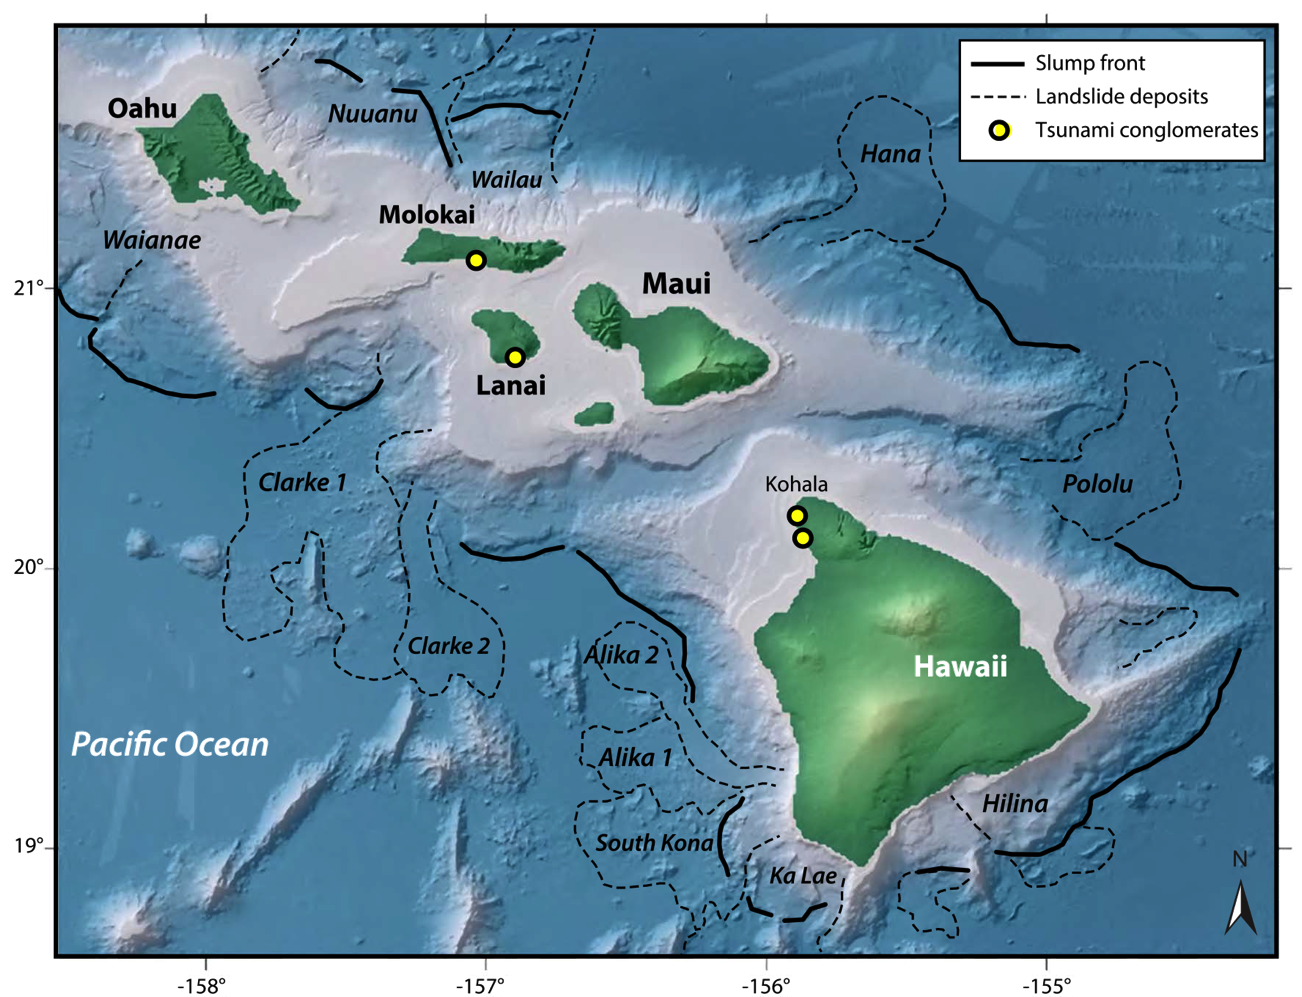 Slump front
Landslide deposits
Tsunami conglomerates
Oahu
Nuuanu
Hana
Wailau
Molokai
Waianae
Maui
Lanai
Clarke 1
Kohala
Pololu
Clarke 2
Alika 2
Hawaii
Pacific Ocean
Alika 1
Hilina
South Kona
Ka Lae
N
21°
20°
19°
-158°
-157°
-156°
-155°